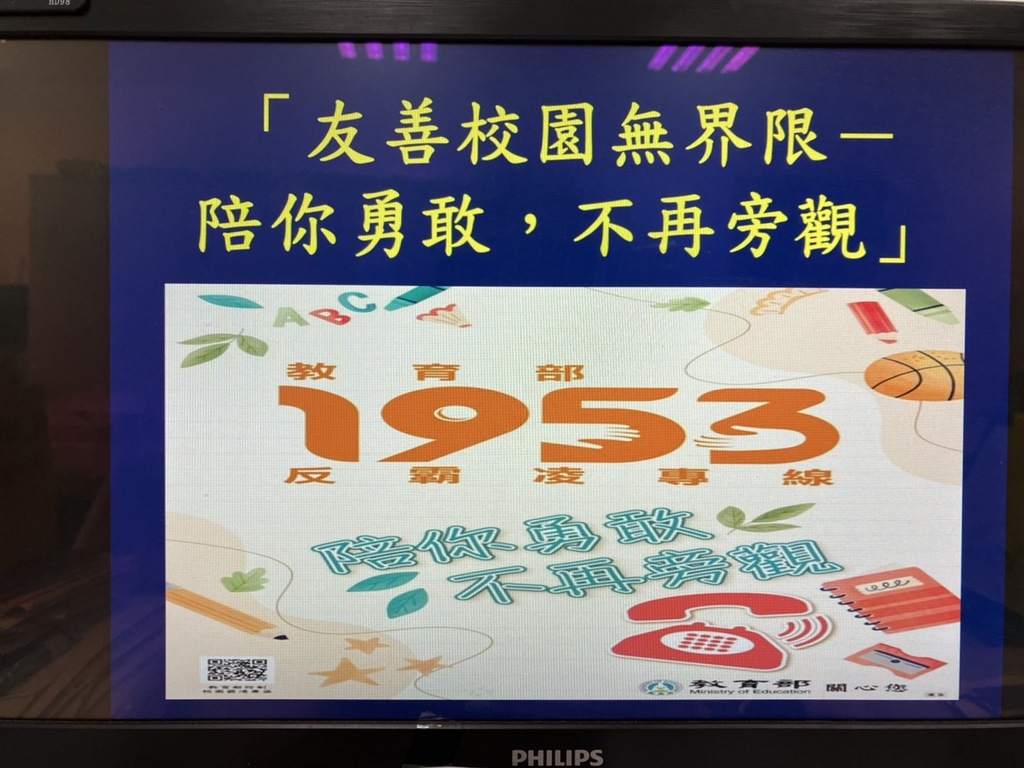 HD98
「友善校園無界限－
陪你勇敢，不再旁觀」
ABC
教育部
1953
反霸凌專線
陪你勇敢
不再旁觀
教育部
Ministry of Education
關心您
PHILIPS